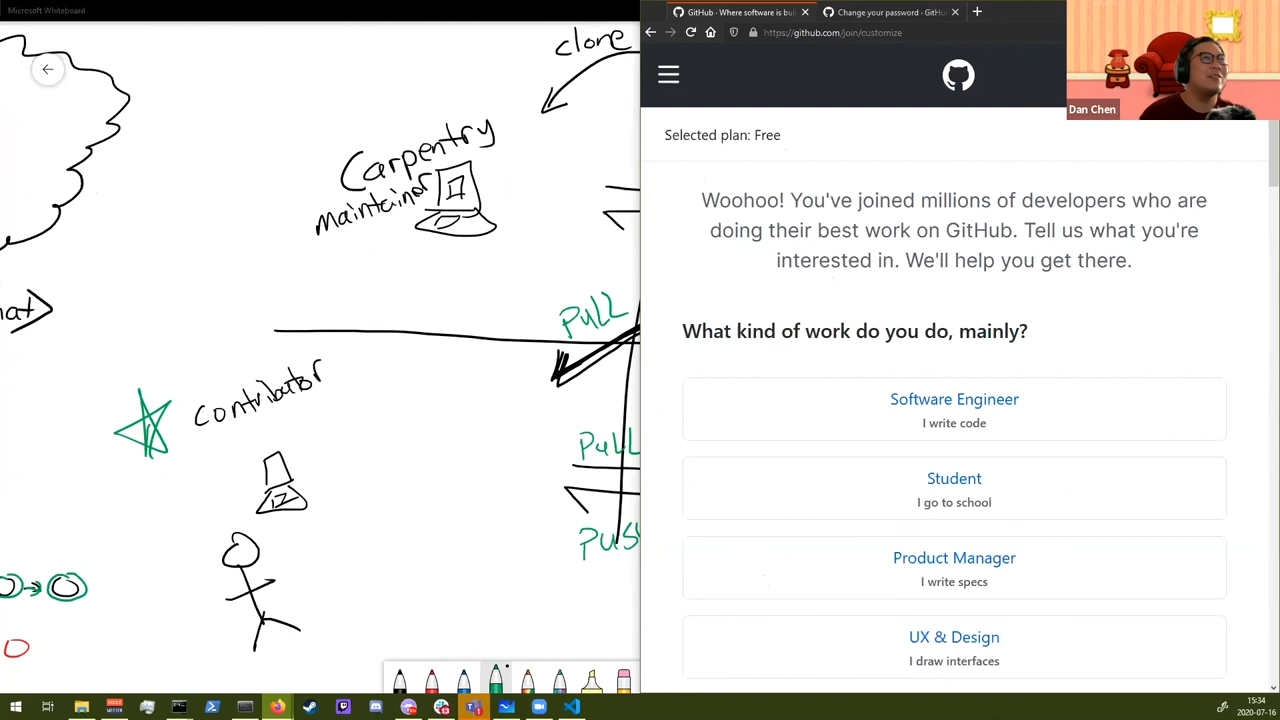 Microsoft Whiteboard
clone
Carpentry
maintainer
nat
PULL
contributor
PULL
PUS
GitHub · Where software is bui
Change your password · GitHu
https://github.com/join/customize
Dan Chen
Selected plan: Free
Woohoo! You've joined millions of developers who are
doing their best work on GitHub. Tell us what you're
interested in. We'll help you get there.
What kind of work do you do, mainly?
Software Engineer
I write code
Student
I go to school
Product Manager
I write specs
UX & Design
I draw interfaces
15:34
2020-07-16